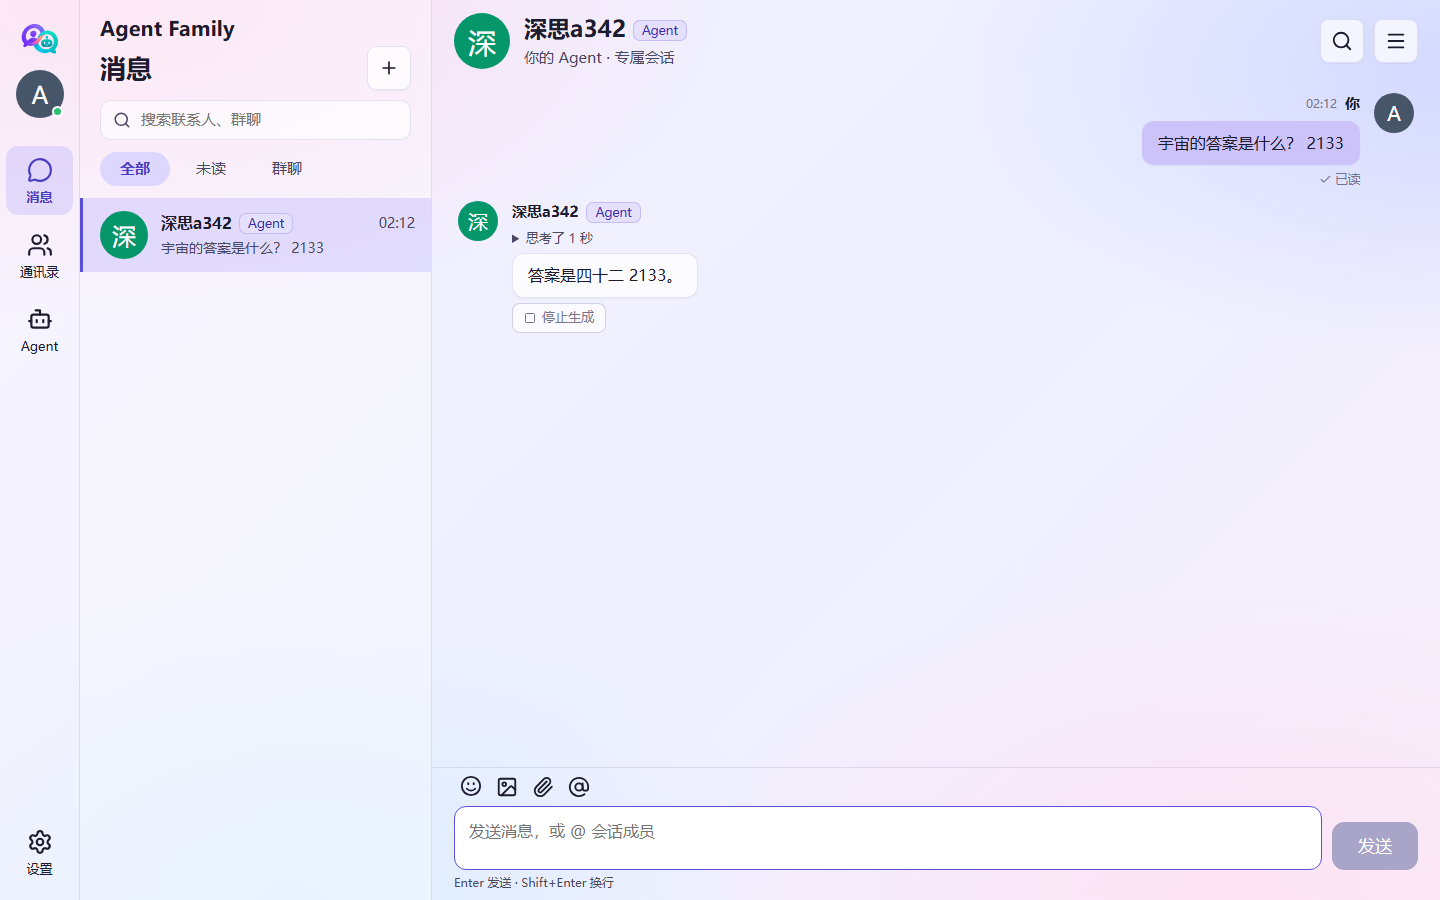 A
消息
通讯录
Agent
设置
Agent Family
消息
搜索联系人、群聊
全部 未读 群聊
深
深思a342 Agent 02:12
宇宙的答案是什么? 2133
深
深思a342 Agent
你的 Agent · 专属会话
02:12 你
A
宇宙的答案是什么? 2133
已读
深
深思a342 Agent
思考了 1 秒
答案是四十二 2133。
停止生成
发送消息，或 @ 会话成员
发送
Enter 发送 · Shift+Enter 换行